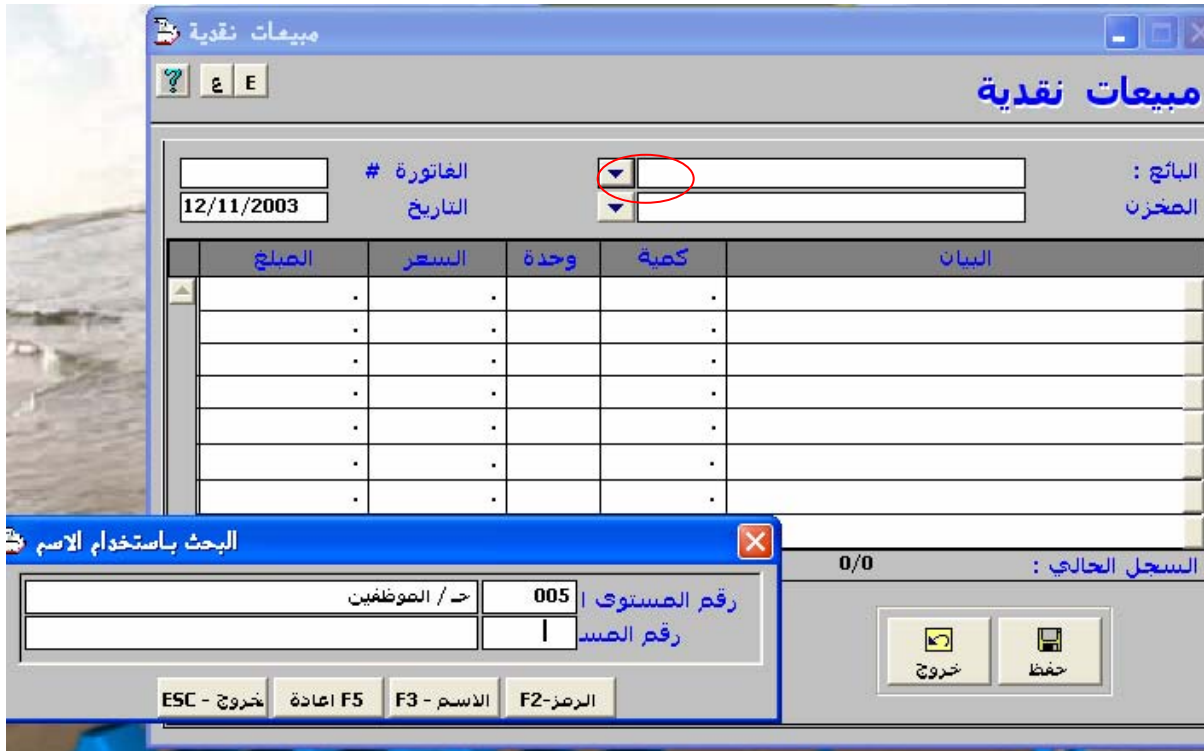 مبيعات نقدية
E ع ?
مبيعات نقدية
البائع : الفاتورة #
المخزن التاريخ 12/11/2003
البيان كمية وحدة السعر المبلغ
السجل الحالي : 0/0
حفظ خروج
البحث باستخدام الاسم
رقم المستوى ا 005 حـ / الموظفين
رقم المسـ
الرمز-F2 الاسم - F3 F5 اعادة خروج - ESC